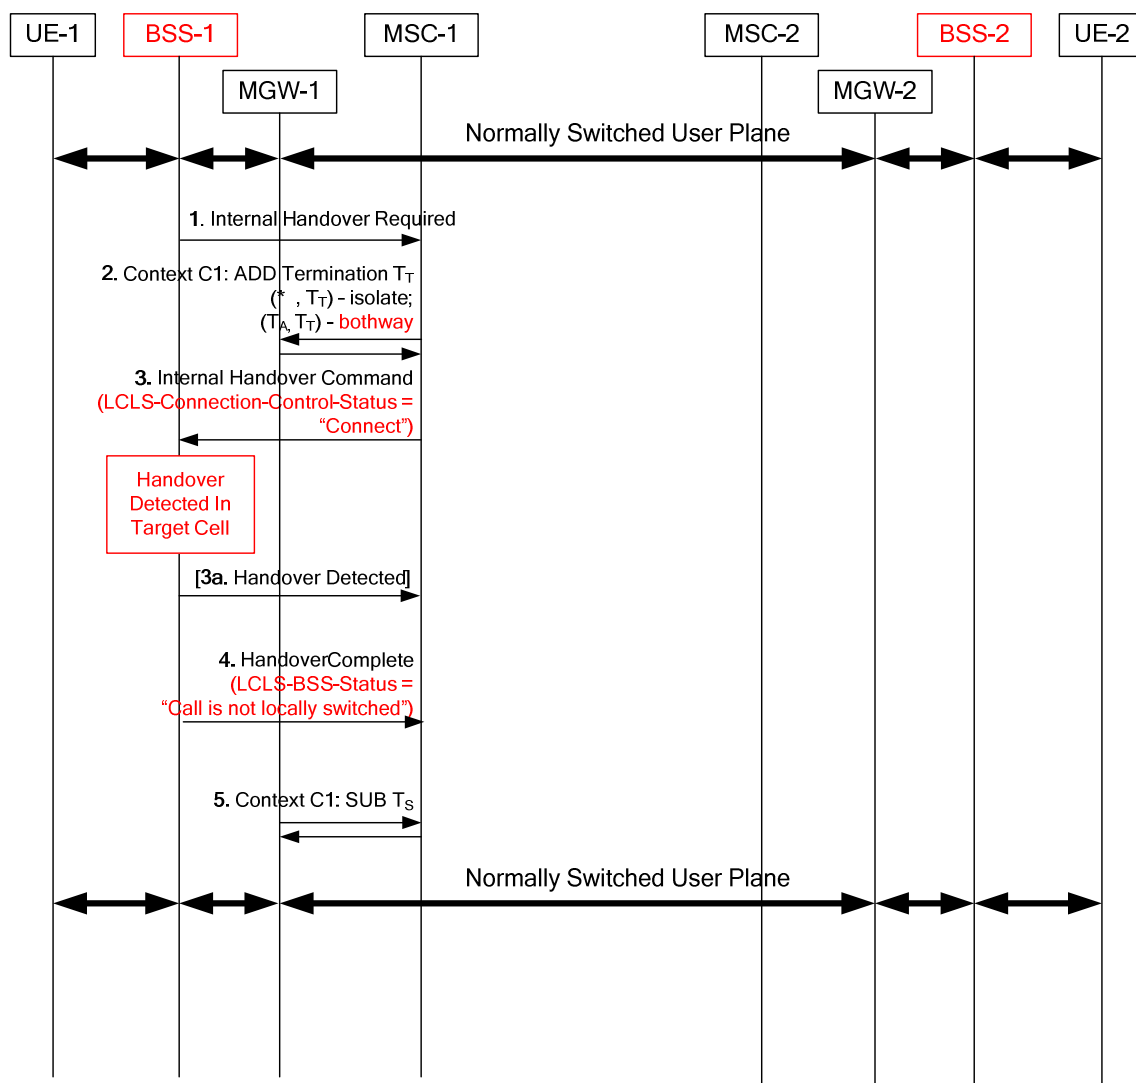 UE-1
BSS-1
MSC-1
MSC-2
BSS-2
UE-2
MGW-1
MGW-2
Normally Switched User Plane
1. Internal Handover Required
2. Context C1: ADD Termination TT
(* , TT) - isolate;
(TA, TT) - bothway
3. Internal Handover Command
(LCLS-Connection-Control-Status =
“Connect”)
Handover
Detected In
Target Cell
[3a. Handover Detected]
4. HandoverComplete
(LCLS-BSS-Status =
“Call is not locally switched”)
5. Context C1: SUB TS
Normally Switched User Plane